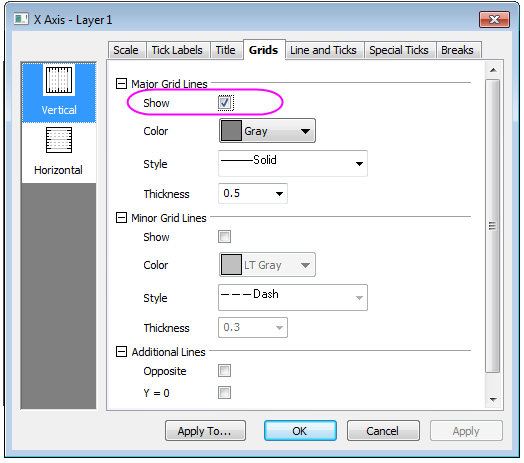 X Axis - Layer1
Scale Tick Labels Title Grids Line and Ticks Special Ticks Breaks
Vertical
Horizontal
Major Grid Lines
Show
Color Gray
Style Solid
Thickness 0.5
Minor Grid Lines
Show
Color LT Gray
Style Dash
Thickness 0.3
Additional Lines
Opposite
Y = 0
Apply To... OK Cancel Apply